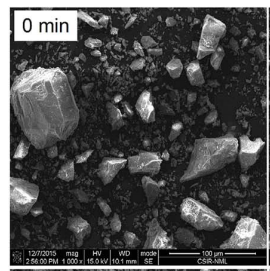 0 min
12/7/2015 mag HV WD mode 100 µm
2:56:00 PM 1 000 x 15.0 kV 10.1 mm SE CSIR-NML